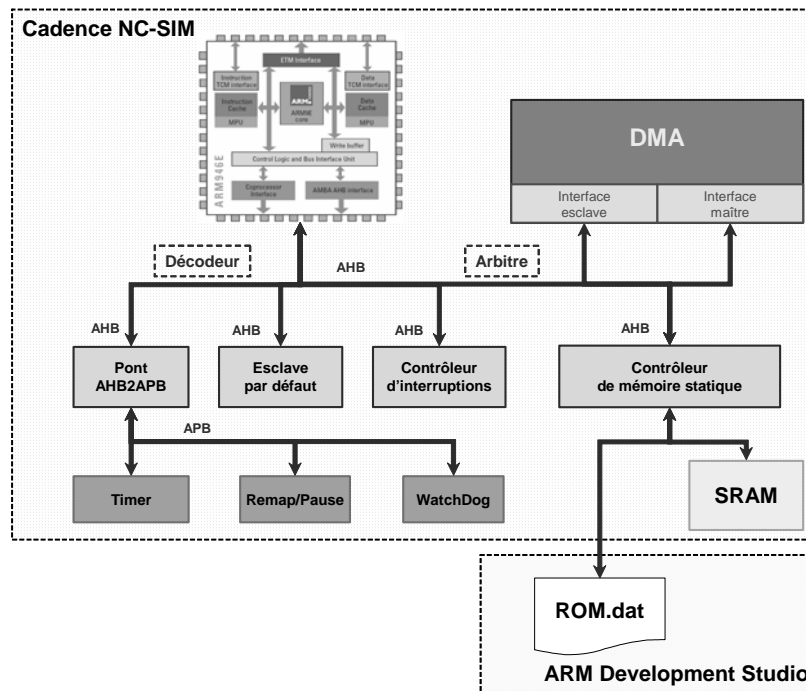 Cadence NC-SIM
ETM Interface
Instruction
TCM interface
Data
TCM interface
Instruction
Cache
MPU
ARM
ARM9E
core
Data
Cache
MPU
Write buffer
Control Logic and Bus Interface Unit
Coprocessor
Interface
AMBA AHB interface
ARM946E
DMA
Interface
esclave
Interface
maître
Décodeur
AHB
Arbitre
AHB
AHB
AHB
AHB
Pont
AHB2APB
Esclave
par défaut
Contrôleur
d'interruptions
Contrôleur
de mémoire statique
APB
Timer
Remap/Pause
WatchDog
SRAM
ROM.dat
ARM Development Studio